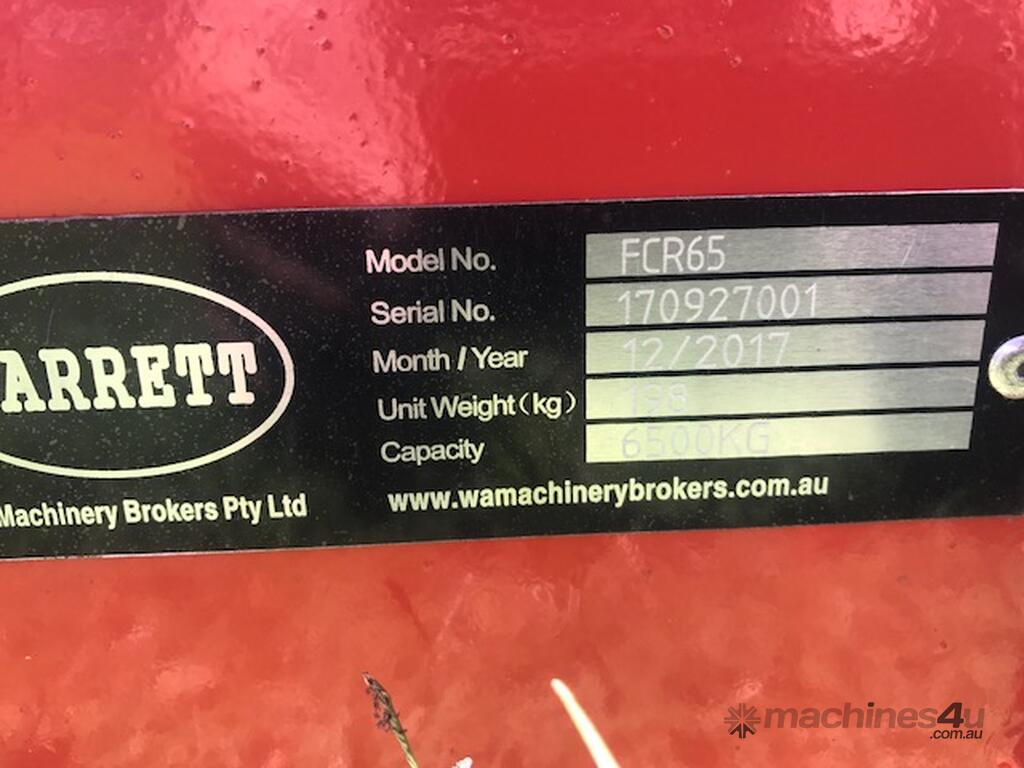 ARRETT
Machinery Brokers Pty Ltd
Model No. FCR65
Serial No. 170927001
Month / Year 12/2017
Unit Weight(kg) 198
Capacity 6500KG
www.wamachinerybrokers.com.au
machines4u
.com.au